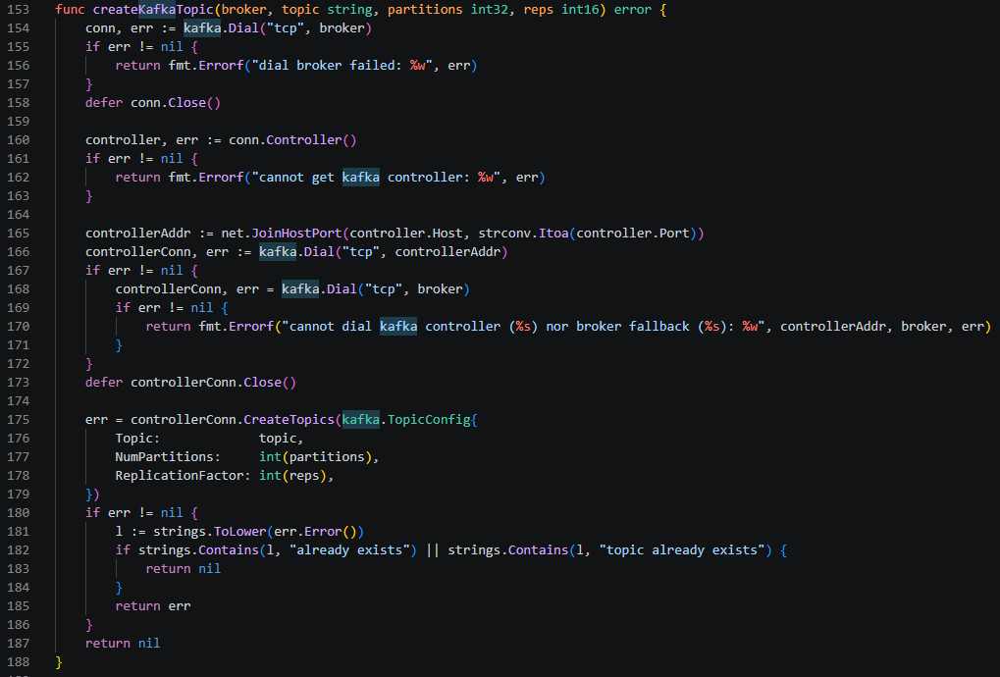 153 func createKafkaTopic(broker, topic string, partitions int32, reps int16) error {
154     conn, err := kafka.Dial("tcp", broker)
155     if err != nil {
156         return fmt.Errorf("dial broker failed: %w", err)
157     }
158     defer conn.Close()
159
160     controller, err := conn.Controller()
161     if err != nil {
162         return fmt.Errorf("cannot get kafka controller: %w", err)
163     }
164
165     controllerAddr := net.JoinHostPort(controller.Host, strconv.Itoa(controller.Port))
166     controllerConn, err := kafka.Dial("tcp", controllerAddr)
167     if err != nil {
168         controllerConn, err = kafka.Dial("tcp", broker)
169         if err != nil {
170             return fmt.Errorf("cannot dial kafka controller (%s) nor broker fallback (%s): %w", controllerAddr, broker, err)
171         }
172     }
173     defer controllerConn.Close()
174
175     err = controllerConn.CreateTopics(kafka.TopicConfig{
176         Topic:             topic,
177         NumPartitions:     int(partitions),
178         ReplicationFactor: int(reps),
179     })
180     if err != nil {
181         l := strings.ToLower(err.Error())
182         if strings.Contains(l, "already exists") || strings.Contains(l, "topic already exists") {
183             return nil
184         }
185         return err
186     }
187     return nil
188 }